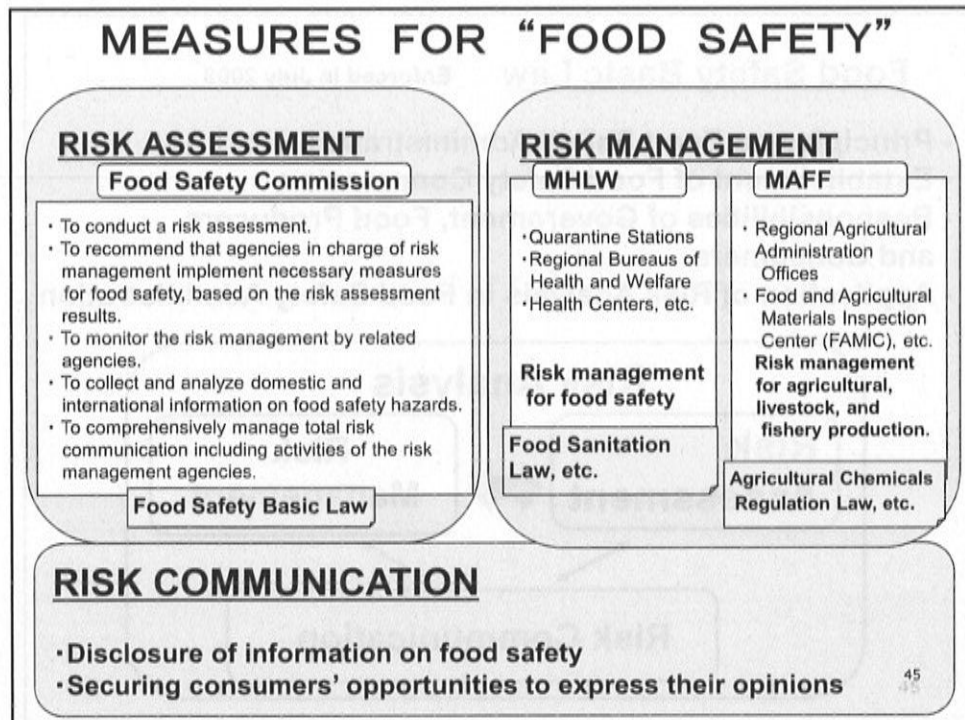 MEASURES FOR “FOOD SAFETY”
RISK ASSESSMENT
Food Safety Commission
・To conduct a risk assessment.
・To recommend that agencies in charge of risk
management implement necessary measures
for food safety, based on the risk assessment
results.
・To monitor the risk management by related
agencies.
・To collect and analyze domestic and
international information on food safety hazards.
・To comprehensively manage total risk
communication including activities of the risk
management agencies.
Food Safety Basic Law
RISK MANAGEMENT
MHLW
・Quarantine Stations
・Regional Bureaus of
Health and Welfare
・Health Centers, etc.
Risk management
for food safety
Food Sanitation
Law, etc.
MAFF
・Regional Agricultural
Administration
Offices
・Food and Agricultural
Materials Inspection
Center (FAMIC), etc.
Risk management
for agricultural,
livestock, and
fishery production.
Agricultural Chemicals
Regulation Law, etc.
RISK COMMUNICATION
・Disclosure of information on food safety
・Securing consumers’ opportunities to express their opinions
45
45